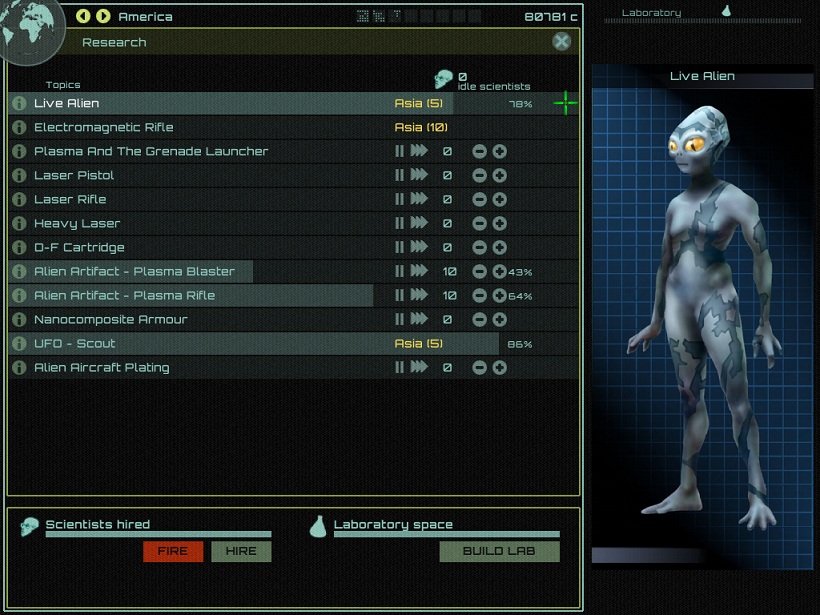 America 80781 c Laboratory
Research
Live Alien
0
Topics idle scientists
Live Alien Asia (5) 78%
Electromagnetic Rifle Asia (10)
Plasma And The Grenade Launcher 0
Laser Pistol 0
Laser Rifle 0
Heavy Laser 0
D-F Cartridge 0
Alien Artifact - Plasma Blaster 10 43%
Alien Artifact - Plasma Rifle 10 64%
Nanocomposite Armour 0
UFO - Scout Asia (5) 86%
Alien Aircraft Plating 0
Scientists hired Laboratory space
FIRE HIRE BUILD LAB